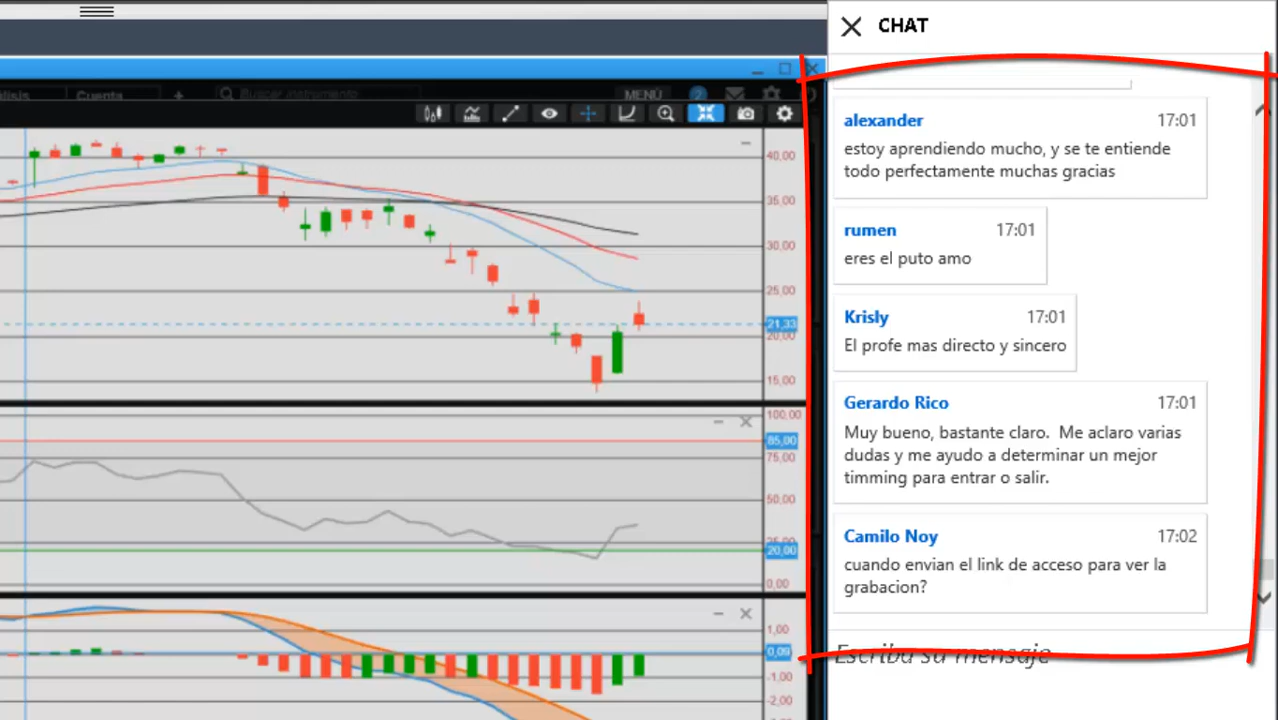 CHAT
Cuenta
Buscar instrumento
MENÚ
2
alexander 17:01
estoy aprendiendo mucho, y se te entiende
todo perfectamente muchas gracias
rumen 17:01
eres el puto amo
Krisly 17:01
El profe mas directo y sincero
Gerardo Rico 17:01
Muy bueno, bastante claro. Me aclaro varias
dudas y me ayudo a determinar un mejor
timming para entrar o salir.
Camilo Noy 17:02
cuando envian el link de acceso para ver la
grabacion?
Escriba su mensaje
40,00
35,00
30,00
25,00
21,33
20,00
15,00
100,00
85,00
75,00
50,00
25,00
20,00
0,00
1,00
0,09
-1,00
-2,00